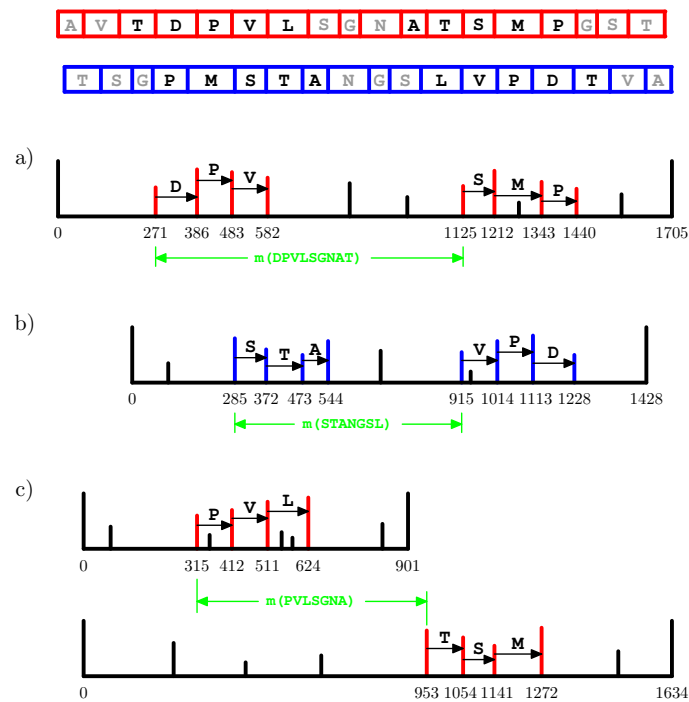 A V T D P V L S G N A T S M P G S T
T S G P M S T A N G S L V P D T V A
a)
D P V S M P
0 271 386 483 582 1125 1212 1343 1440 1705
m(DPVLSGNAT)
b)
S T A V P D
0 285 372 473 544 915 1014 1113 1228 1428
m(STANGSL)
c)
P V L
0 315 412 511 624 901
m(PVLSGNA)
T S M
0 953 1054 1141 1272 1634